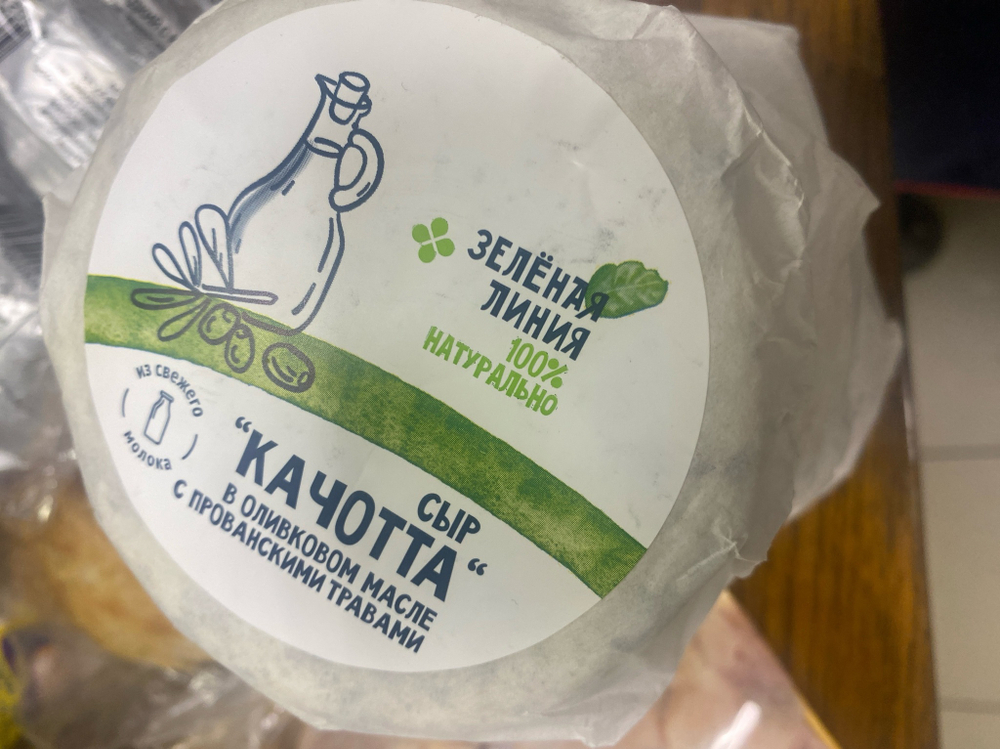 ЗЕЛЁНАЯ
ЛИНИЯ
100%
НАТУРАЛЬНО
ИЗ СВЕЖЕГО
МОЛОКА
СЫР
“КАЧОТТА“
В ОЛИВКОВОМ МАСЛЕ
С ПРОВАНСКИМИ ТРАВАМИ